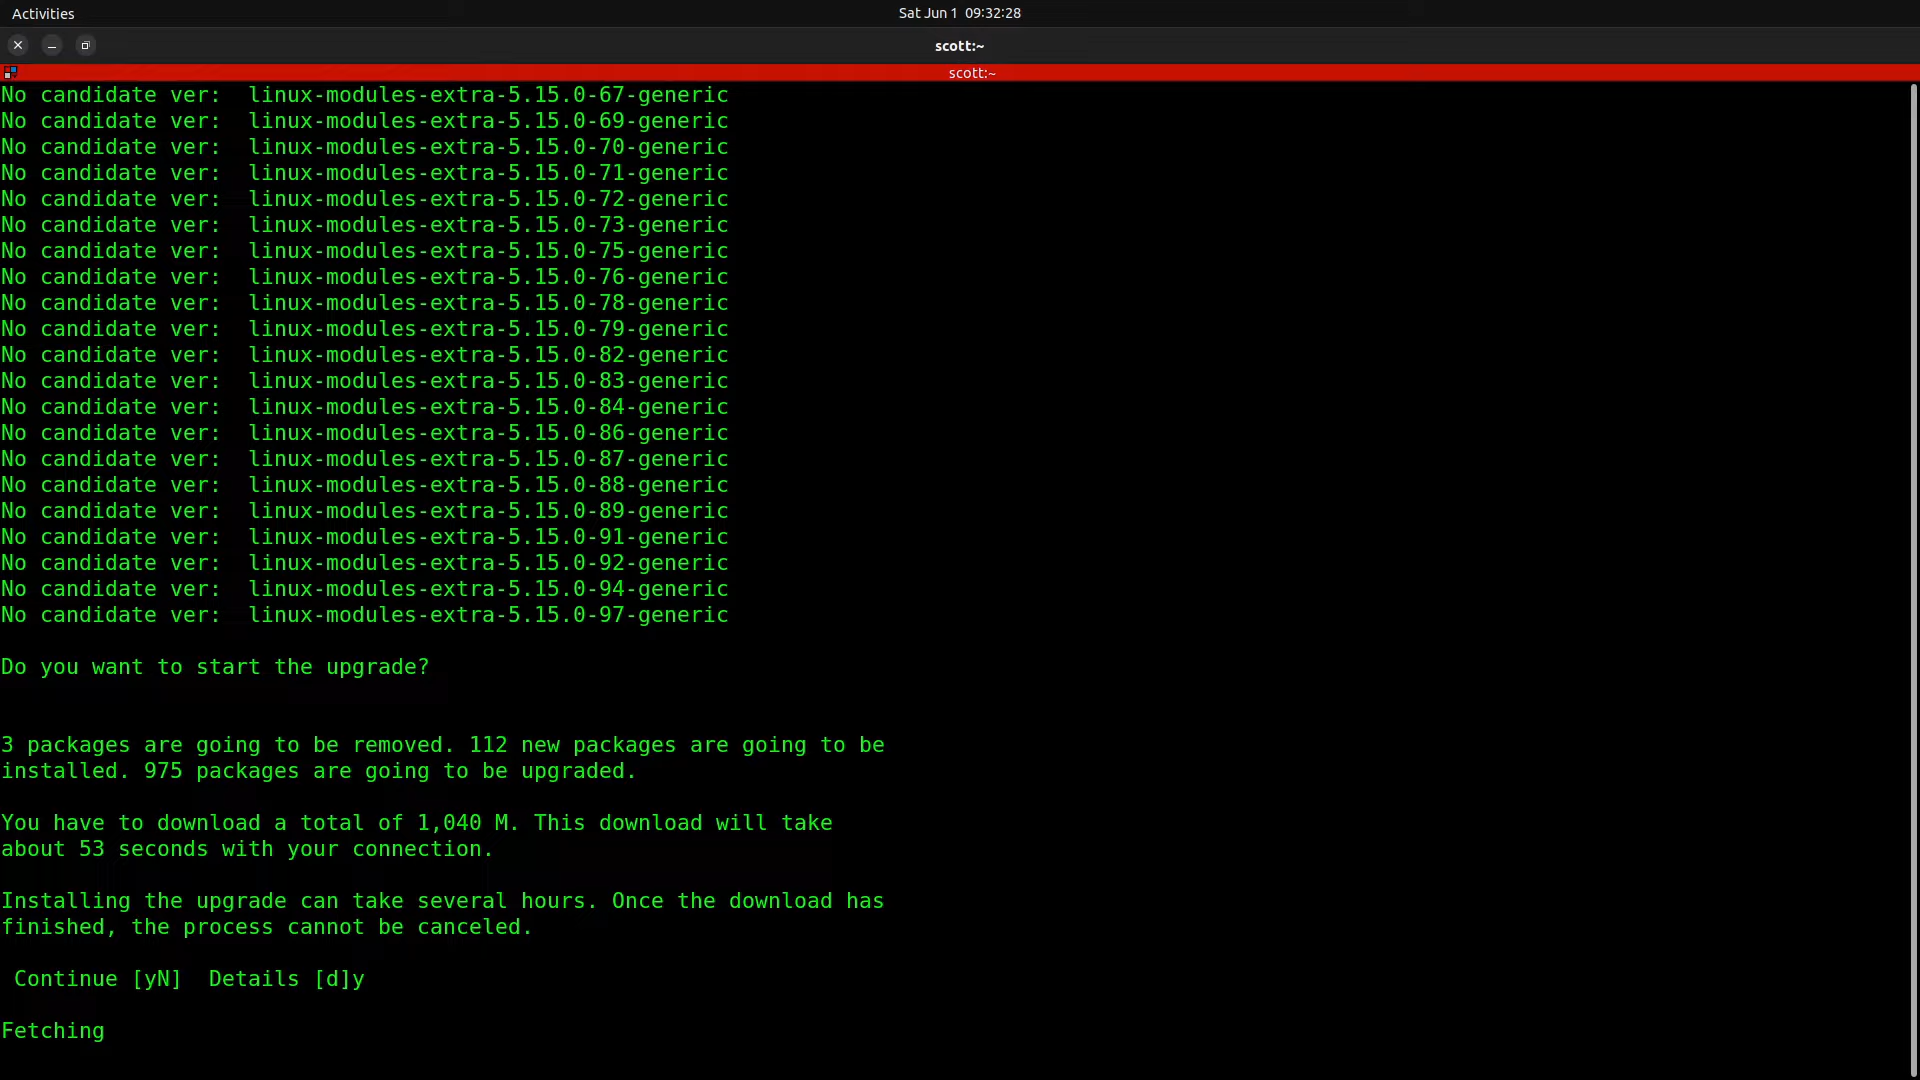 Activities
Sat Jun 1 09:32:28
scott:~
scott:~
No candidate ver:  linux-modules-extra-5.15.0-67-generic
No candidate ver:  linux-modules-extra-5.15.0-69-generic
No candidate ver:  linux-modules-extra-5.15.0-70-generic
No candidate ver:  linux-modules-extra-5.15.0-71-generic
No candidate ver:  linux-modules-extra-5.15.0-72-generic
No candidate ver:  linux-modules-extra-5.15.0-73-generic
No candidate ver:  linux-modules-extra-5.15.0-75-generic
No candidate ver:  linux-modules-extra-5.15.0-76-generic
No candidate ver:  linux-modules-extra-5.15.0-78-generic
No candidate ver:  linux-modules-extra-5.15.0-79-generic
No candidate ver:  linux-modules-extra-5.15.0-82-generic
No candidate ver:  linux-modules-extra-5.15.0-83-generic
No candidate ver:  linux-modules-extra-5.15.0-84-generic
No candidate ver:  linux-modules-extra-5.15.0-86-generic
No candidate ver:  linux-modules-extra-5.15.0-87-generic
No candidate ver:  linux-modules-extra-5.15.0-88-generic
No candidate ver:  linux-modules-extra-5.15.0-89-generic
No candidate ver:  linux-modules-extra-5.15.0-91-generic
No candidate ver:  linux-modules-extra-5.15.0-92-generic
No candidate ver:  linux-modules-extra-5.15.0-94-generic
No candidate ver:  linux-modules-extra-5.15.0-97-generic
Do you want to start the upgrade?
3 packages are going to be removed. 112 new packages are going to be
installed. 975 packages are going to be upgraded.
You have to download a total of 1,040 M. This download will take
about 53 seconds with your connection.
Installing the upgrade can take several hours. Once the download has
finished, the process cannot be canceled.
Continue [yN]  Details [d]y
Fetching